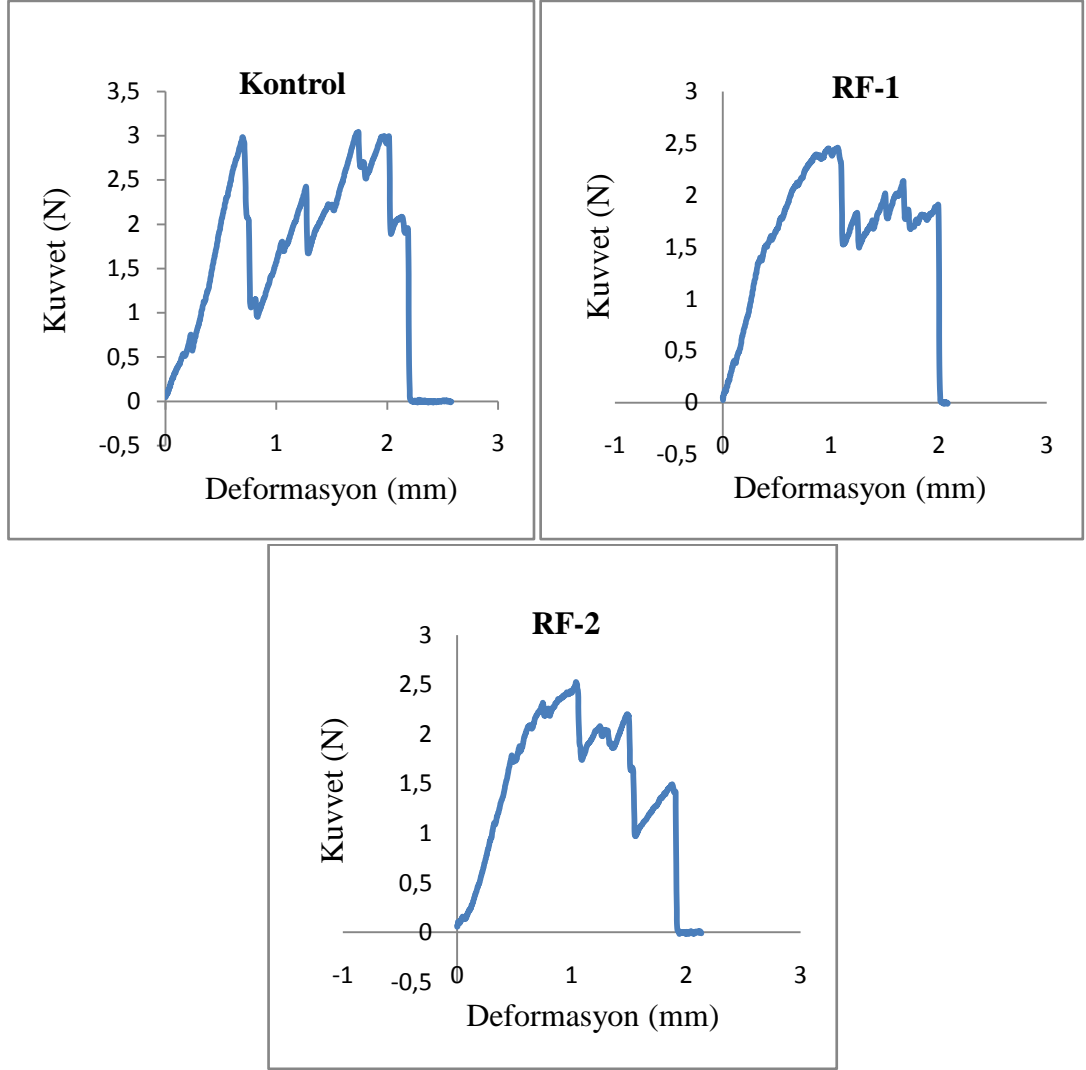 Kontrol
3,5
3
2,5
2
1,5
1
0,5
0
-0,5
0 1 2 3
Kuvvet (N)
Deformasyon (mm)
RF-1
3
2,5
2
1,5
1
0,5
0
-0,5
-1 0 1 2 3
Kuvvet (N)
Deformasyon (mm)
RF-2
3
2,5
2
1,5
1
0,5
0
-0,5
-1 0 1 2 3
Kuvvet (N)
Deformasyon (mm)